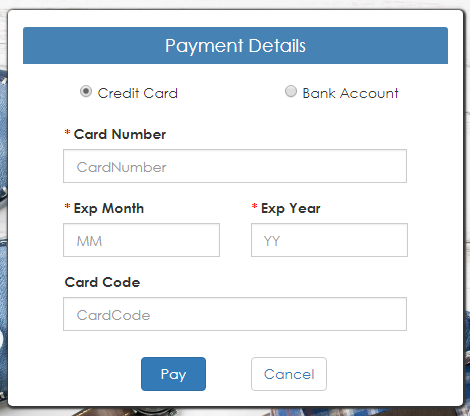 Payment Details
Credit Card Bank Account
* Card Number
CardNumber
* Exp Month * Exp Year
MM YY
Card Code
CardCode
Pay Cancel